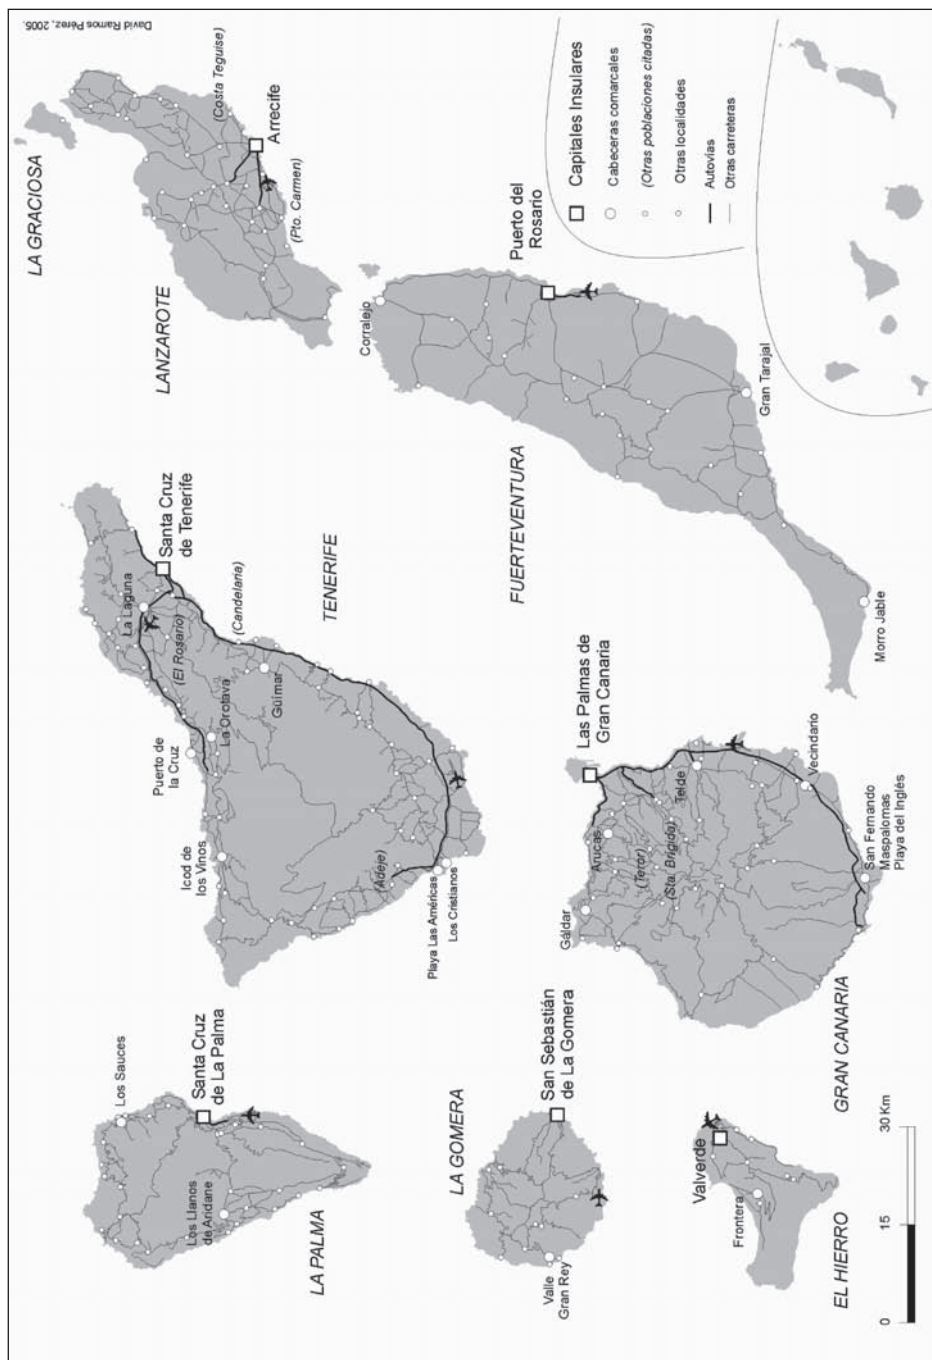 David Ramos Pérez, 2005.
LA GRACIOSA
LANZAROTE
(Costa Teguise)
Arrecife
(Pto. Carmen)
Corralejo
Puerto del
Rosario
Gran Tarajal
FUERTEVENTURA
Morro Jable
La Laguna
Santa Cruz
de Tenerife
(El Rosario)
(Candelaria)
TENERIFE
Puerto de
la Cruz
La Orotava
Güímar
Icod de
los Vinos
(Adeje)
Playa Las Américas
Los Cristianos
Las Palmas de
Gran Canaria
Arucas
(Teror)
(Sta. Brígida)
Telde
Gáldar
Vecindario
San Fernando
Maspalomas
Playa del Inglés
GRAN CANARIA
Los Sauces
Santa Cruz
de La Palma
Los Llanos
de Aridane
LA PALMA
LA GOMERA
San Sebastián
de La Gomera
Valle
Gran Rey
Valverde
Frontera
EL HIERRO
0
15
30 Km
Capitales Insulares
Cabeceras comarcales
(Otras poblaciones citadas)
Otras localidades
Autovías
Otras carreteras